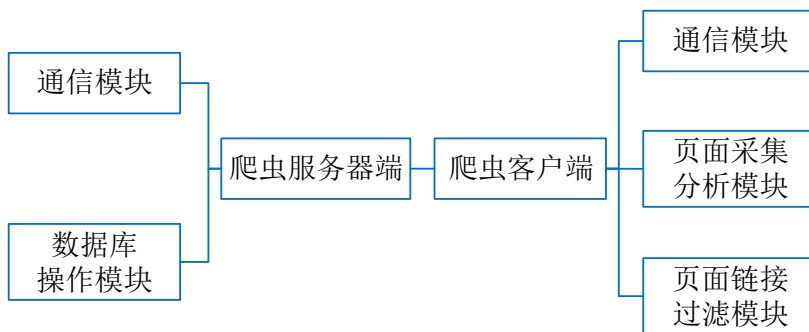 通信模块
数据库
操作模块
爬虫服务器端
爬虫客户端
通信模块
页面采集
分析模块
页面链接
过滤模块